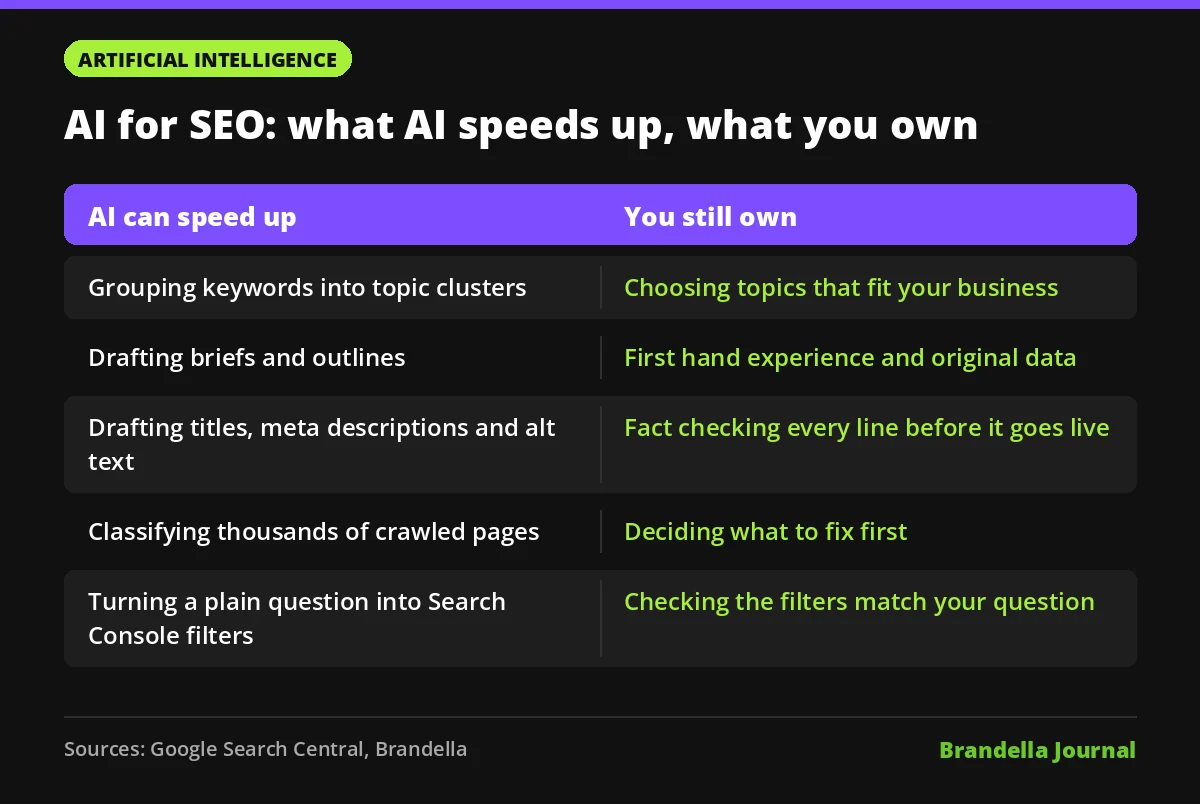 ARTIFICIAL INTELLIGENCE
AI for SEO: what AI speeds up, what you own
AI can speed up
You still own
Grouping keywords into topic clusters
Choosing topics that fit your business
Drafting briefs and outlines
First hand experience and original data
Drafting titles, meta descriptions and alt
text
Fact checking every line before it goes live
Classifying thousands of crawled pages
Deciding what to fix first
Turning a plain question into Search
Console filters
Checking the filters match your question
Sources: Google Search Central, Brandella
Brandella Journal